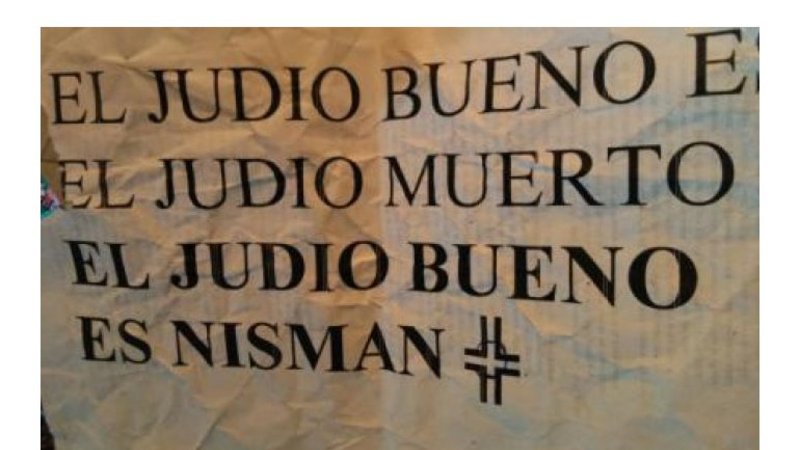 EL JUDIO BUENO ES
EL JUDIO MUERTO
EL JUDIO BUENO
ES NISMAN